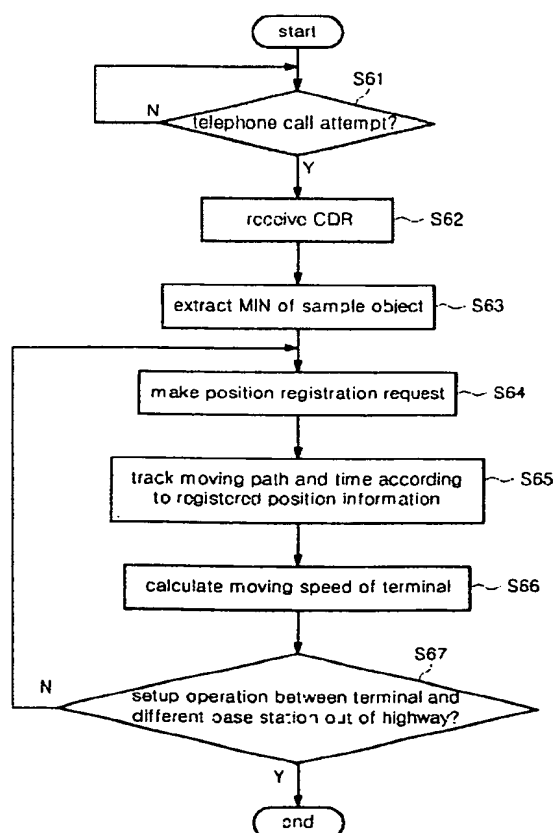 start
S61
N
telephone call attempt?
Y
receive CDR
S62
extract MIN of sample object
S63
make position registration request
S64
track moving path and time according
to registered position information
S65
calculate moving speed of terminal
S66
S67
N
setup operation between terminal and
different base station out of highway?
Y
end